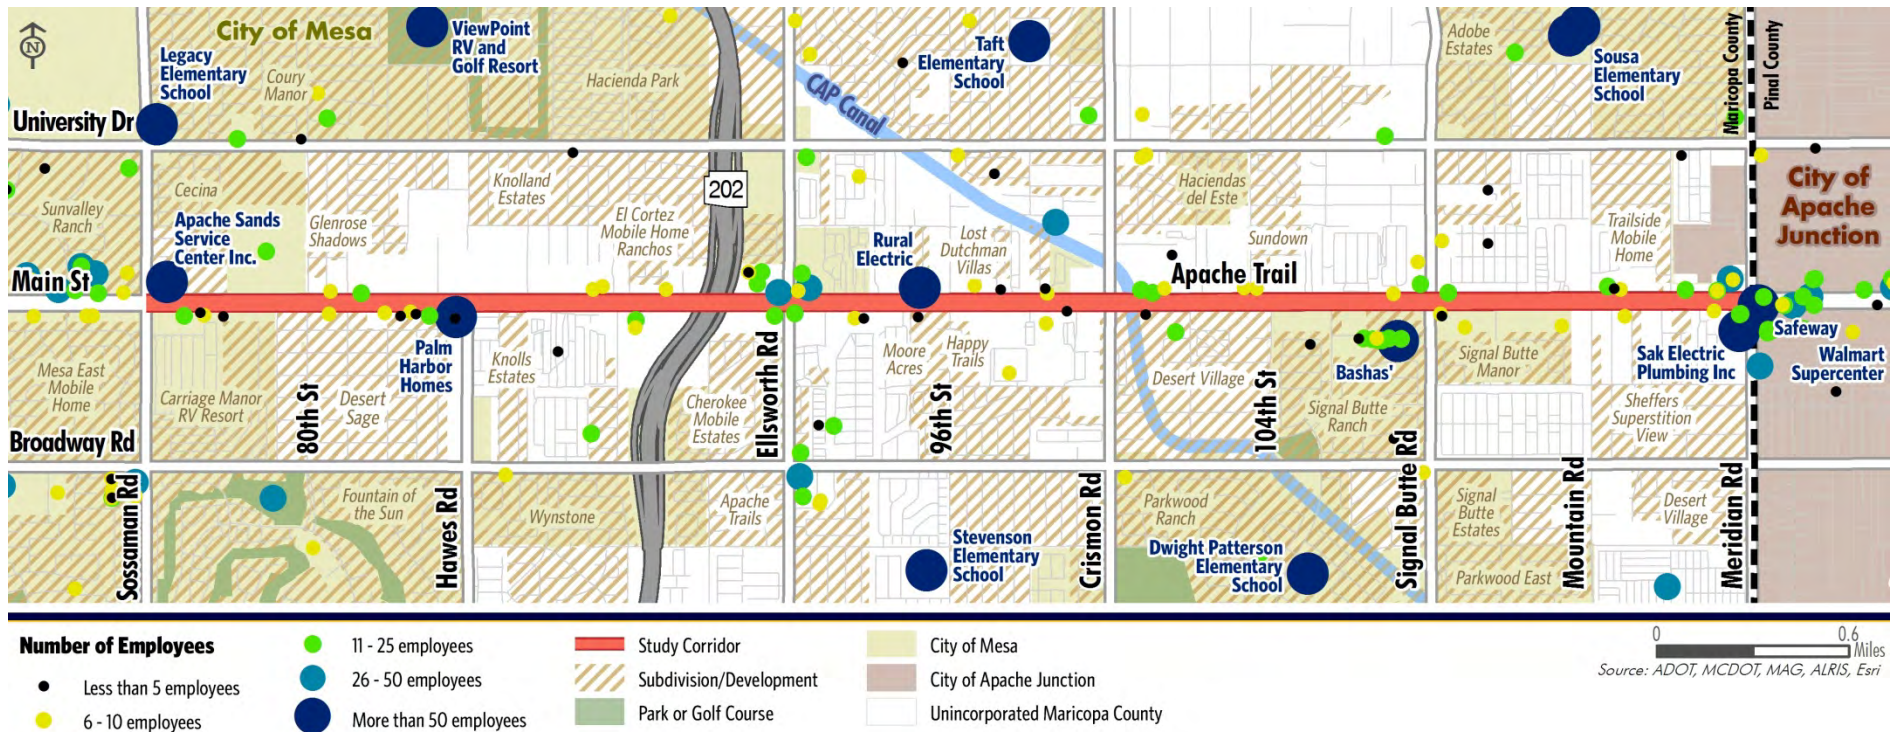 N
City of Mesa
Legacy
Elementary
School
Coury
Manor
ViewPoint
RV and
Golf Resort
Hacienda Park
CAP Canal
Taft
Elementary
School
Adobe
Estates
Sousa
Elementary
School
Maricopa County
Pinal County
University Dr
Sunvalley
Ranch
Cecina
Apache Sands
Service
Center Inc.
Glenrose
Shadows
Knolland
Estates
El Cortez
Mobile Home
Ranchos
202
Rural
Electric
Lost
Dutchman
Villas
Haciendas
del Este
Sundown
Trailside
Mobile
Home
City of
Apache
Junction
Main St
Apache Trail
Mesa East
Mobile
Home
Carriage Manor
RV Resort
80th St
Desert
Sage
Palm
Harbor
Homes
Knolls
Estates
Cherokee
Mobile
Estates
Ellsworth Rd
Moore
Acres
96th St
Happy
Trails
Desert Village
104th St
Bashas'
Signal Butte
Ranch
Signal Butte
Manor
Sak Electric
Plumbing Inc
Safeway
Walmart
Supercenter
Sheffers
Superstition
View
Broadway Rd
Sossaman Rd
Fountain of
the Sun
Hawes Rd
Wynstone
Apache
Trails
Stevenson
Elementary
School
Crismon Rd
Parkwood
Ranch
Dwight Patterson
Elementary
School
Signal Butte Rd
Signal
Butte
Estates
Parkwood East
Mountain Rd
Desert
Village
Meridian Rd
Number of Employees
Less than 5 employees
6 - 10 employees
11 - 25 employees
26 - 50 employees
More than 50 employees
Study Corridor
Subdivision/Development
Park or Golf Course
City of Mesa
City of Apache Junction
Unincorporated Maricopa County
0 0.6
Miles
Source: ADOT, MCDOT, MAG, ALRIS, Esri